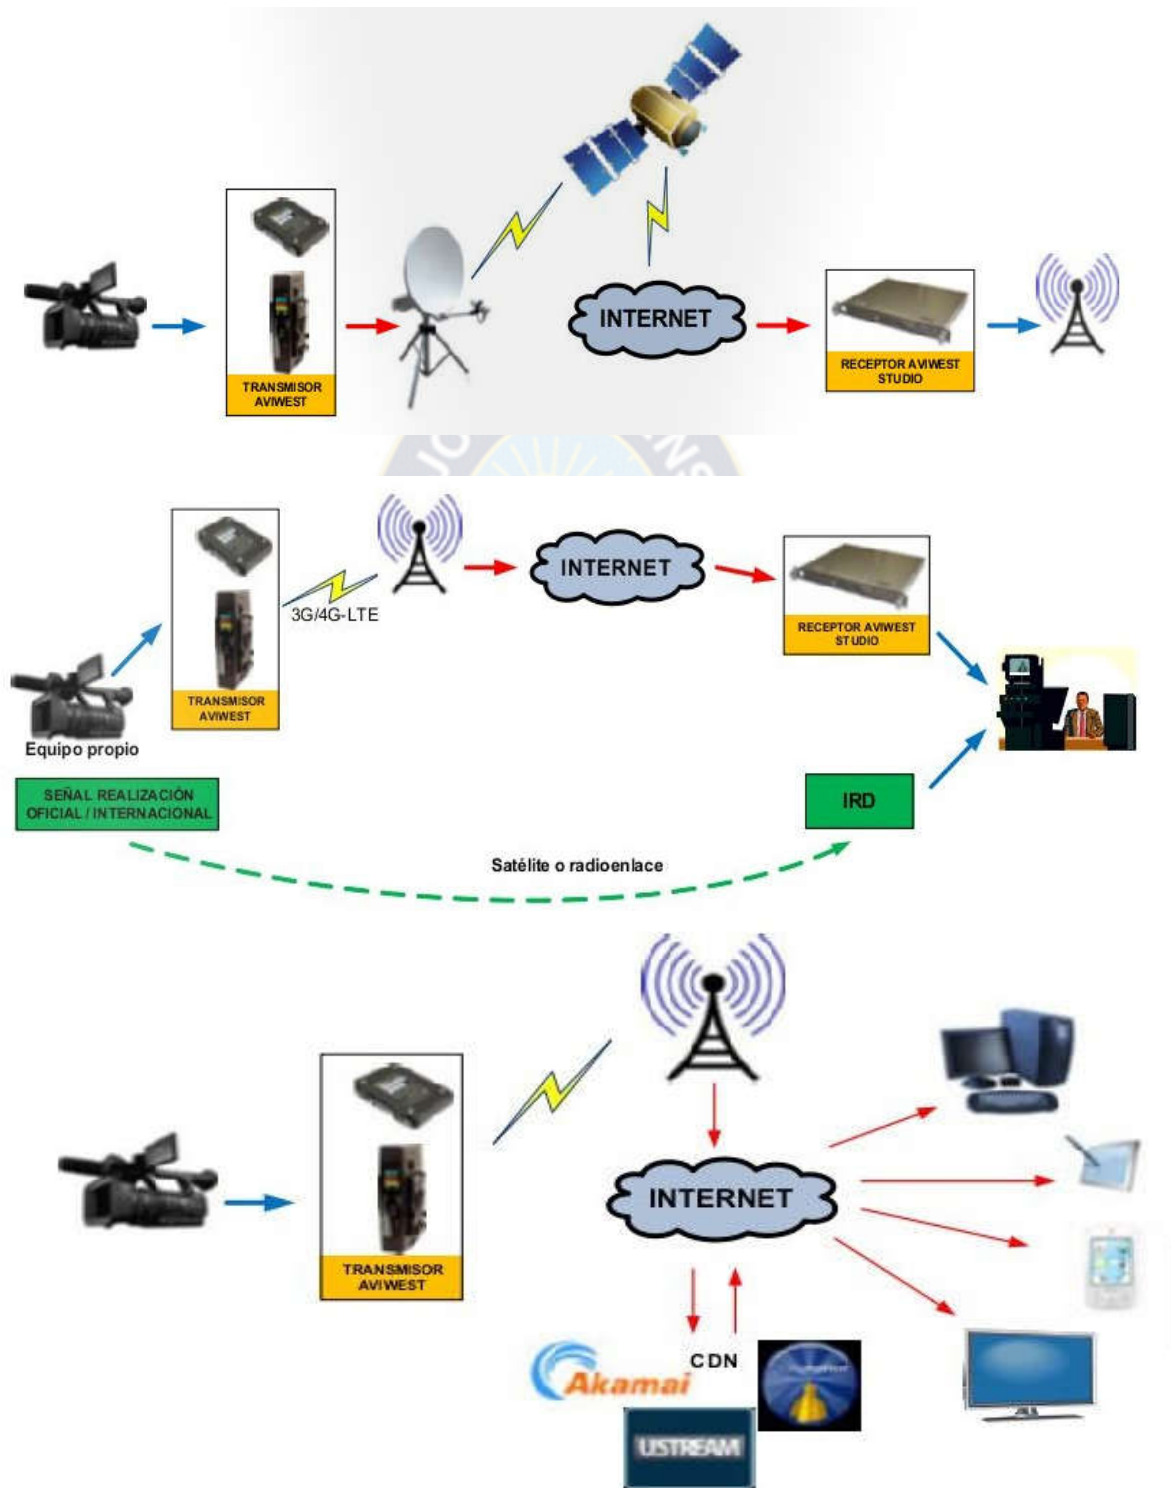 TRANSMISOR
AVIWEST
INTERNET
RECEPTOR AVIWEST
STUDIO
3G/4G-LTE
TRANSMISOR
AVIWEST
INTERNET
RECEPTOR AVIWEST
STUDIO
Equipo propio
SEÑAL REALIZACIÓN
OFICIAL / INTERNACIONAL
IRD
Satélite o radioenlace
TRANSMISOR
AVIWEST
INTERNET
CDN
Akamai
USTREAM